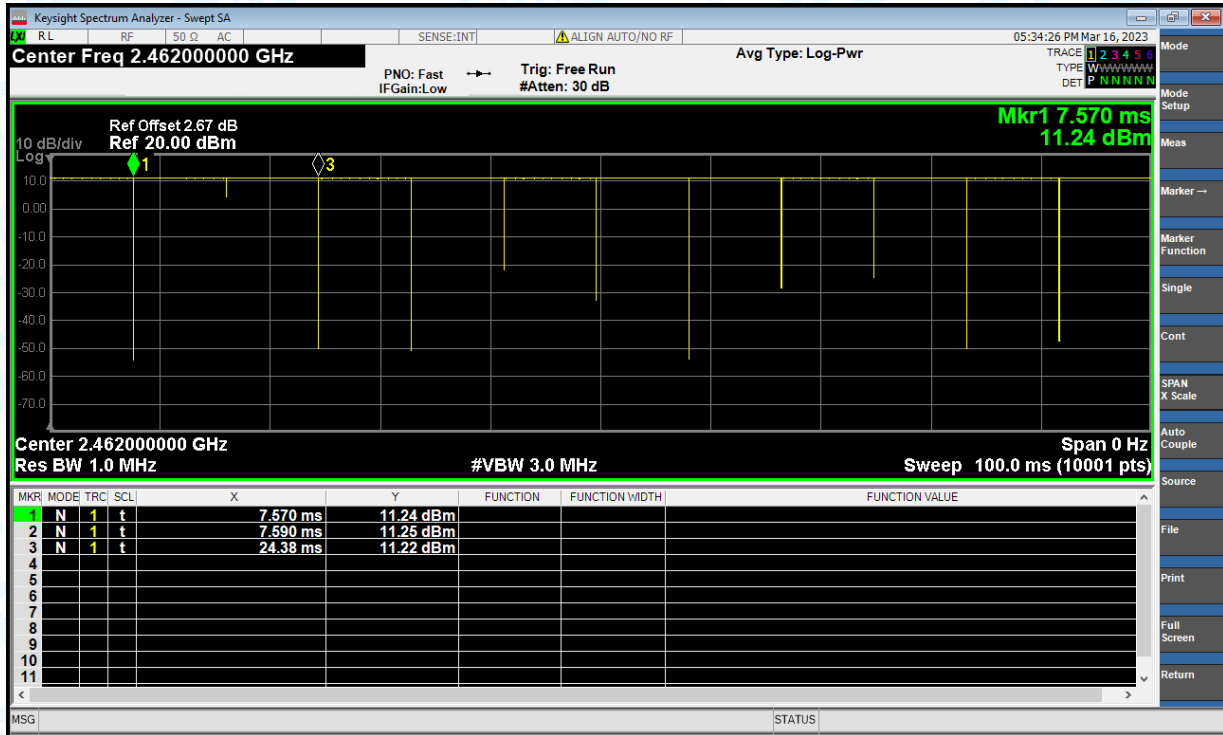 Keysight Spectrum Analyzer - Swept SA
LXI RL RF 50 Ω AC SENSE:INT ALIGN AUTO/NO RF 05:34:26 PM Mar 16, 2023
Center Freq 2.462000000 GHz
PNO: Fast
IFGain:Low
Trig: Free Run
#Atten: 30 dB
Avg Type: Log-Pwr
TRACE 1 2 3 4 5 6
TYPE WWWWWW
DET P N N N N N
Mkr1 7.570 ms
11.24 dBm
Ref Offset 2.67 dB
10 dB/div Ref 20.00 dBm
Log
1
3
10.0
0.00
-10.0
-20.0
-30.0
-40.0
-50.0
-60.0
-70.0
Center 2.462000000 GHz Span 0 Hz
Res BW 1.0 MHz #VBW 3.0 MHz Sweep 100.0 ms (10001 pts)
MKR MODE TRC SCL X Y FUNCTION FUNCTION WIDTH FUNCTION VALUE
1 N 1 t 7.570 ms 11.24 dBm
2 N 1 t 7.590 ms 11.25 dBm
3 N 1 t 24.38 ms 11.22 dBm
4
5
6
7
8
9
10
11
MSG STATUS
Mode
Mode
Setup
Meas
Marker →
Marker
Function
Single
Cont
SPAN
X Scale
Auto
Couple
Source
File
Print
Full
Screen
Return